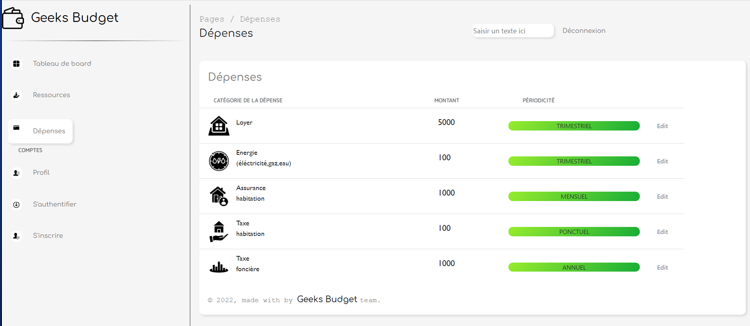 Geeks Budget
Tableau de board
Ressources
Dépenses
COMPTES
Profil
S'authentifier
S'inscrire
Pages / Dépenses
Dépenses
Saisir un texte ici
Déconnexion
Dépenses
CATÉGORIE DE LA DÉPENSE MONTANT PÉRIODICITÉ
Loyer 5000 TRIMESTRIEL Edit
Energie
(éléctricité,gaz,eau) 100 TRIMESTRIEL Edit
Assurance
habitation 1000 MENSUEL Edit
Taxe
habitation 100 PONCTUEL Edit
Taxe
foncière 1000 ANNUEL Edit
© 2022, made with by Geeks Budget team.